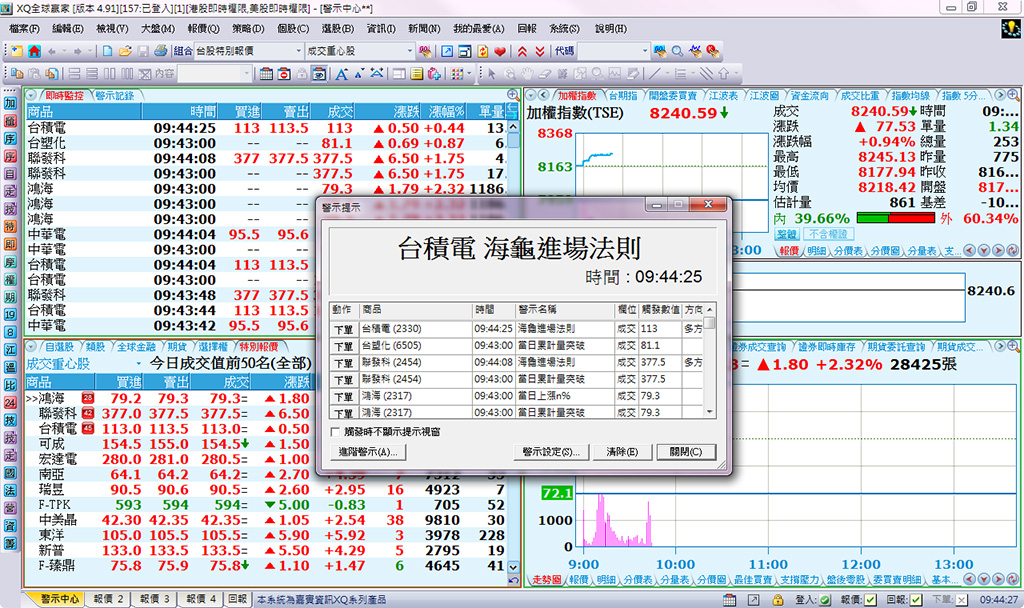 XQ全球贏家 [版本 4.91][157:已登入][1][港股即時權限,美股即時權限] - [警示中心**]
檔案(F) 編輯(E) 檢視(V) 大盤(M) 報價(Q) 策略(D) 個股(C) 選股(B) 資訊(I) 新聞(N) 我的最愛(A) 回報 系統(S) 說明(H)
組合 台股特別報價 成交重心股 代碼
內容
即時監控 警示記錄
商品 時間 買進 賣出 成交 漲跌 漲幅% 單量
台積電 09:44:25 113 113.5 113 ▲0.50 +0.44 13
台塑化 09:43:00 -- -- 81.1 ▲0.69 +0.87 6
聯發科 09:44:08 377 377.5 377.5 ▲6.50 +1.75 4
聯發科 09:43:00 -- -- 377.5 ▲6.50 +1.75 17
鴻海 09:43:00 -- -- 79.3 ▲1.79 +2.32 1186
鴻海 09:43:00 -- --
鴻海 09:43:00 -- --
中華電 09:44:04 95.5 95.6
中華電 09:43:00 -- --
台積電 09:44:04 113 113.5
台積電 09:43:00 -- --
聯發科 09:43:48 377 377.5
台積電 09:43:44 113 113.5
中華電 09:43:42 95.5 95.6
加權指數 台指期 開盤委買賣 江波表 江波圖 資金流向 成交比重 指數均線 指數 5分...
加權指數(TSE) 8240.59↓
8368
8163
成交 8240.59↓ 時間 09:...
漲跌 ▲ 77.53 單量 1.34
漲跌幅 +0.94% 總量 253
最高 8245.13 昨量 775
最低 8177.94 昨收 816...
均價 8218.42 開盤 817...
估計量 861 基差 -10...
內 39.66% 外 60.34%
整體 不含權證
報價 明細 分價表 分價圖 分量表 支...
3:00
8240.6
警示提示
台積電 海龜進場法則
時間：09:44:25
動作 商品 時間 警示名稱 欄位 觸發數值 方向
下單 台積電 (2330) 09:44:25 海龜進場法則 成交 113 多方
下單 台塑化 (6505) 09:43:00 當日累計量突破 成交 81.1
下單 聯發科 (2454) 09:44:08 海龜進場法則 成交 377.5 多方
下單 聯發科 (2454) 09:43:00 當日累計量突破 成交 377.5
下單 鴻海 (2317) 09:43:00 當日上漲n% 成交 79.3
下單 鴻海 (2317) 09:43:00 當日累計量突破 成交 79.3
觸發時不顯示提示視窗
進階警示(A)... 警示設定(S)... 清除(E) 關閉(C)
自選股 類股 全球金融 期貨 選擇權 特別報價
成交重心股 今日成交值前50名(全部)
商品 買進 賣出 成交 漲跌
>>鴻海 79.2 79.3 79.3= ▲1.80
聯發科 377.0 377.5 377.5= ▲6.50
台積電 113.0 113.5 113.0= ▲0.50
可成 154.5 155.0 154.5↓ ▲1.50
宏達電 280.0 281.0 280.5= ▲1.00
南亞 64.1 64.2 64.2= ▲2.70
瑞昱 90.5 90.6 90.5= ▲2.60 +2.95 16 4923 7
F-TPK 593 594 594= ▼5.00 -0.83 1 705 52
中美晶 42.30 42.35 42.35= ▲1.05 +2.54 38 9810 30
東洋 105.0 105.5 105.5= ▲5.90 +5.92 3 3978 228
新普 133.0 133.5 133.5= ▲5.50 +4.29 5 2795 19
F-臻鼎 75.8 75.9 75.8↓ ▲1.10 +1.47 6 4645 41
成交查詢 證券即時庫存 期貨委託查詢 期貨成交...
3= ▲1.80 +2.32% 28425張
72.1
1000
0
9:00 10:00 11:00 12:00 13:00
走勢圖 報價 明細 分價表 分量表 分價圖 最佳買賣 支撐壓力 盤後零股 委買賣明細 基本...
加
順
序
序
自
走
技
特
即
房
權
期
19
8
江
溫
比
24
技
按
走
國
法
營
資
籌
警示中心 報價 2 報價 3 報價 4 回報 本系統為嘉實資訊XQ系列產品
登入: 報價: 回報: 下單: 09:44:27